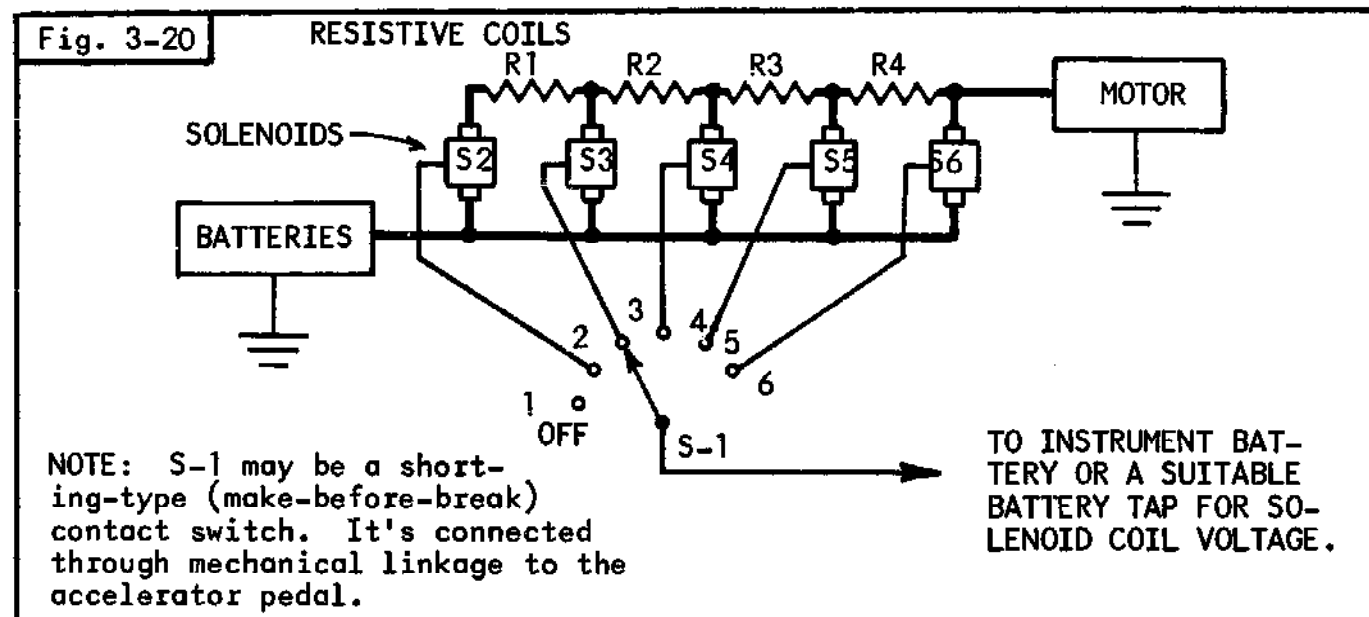 Fig. 3-20
RESISTIVE COILS
R1 R2 R3 R4
MOTOR
SOLENOIDS
S2 S3 S4 S5 S6
BATTERIES
3 4
2 5
6
1
OFF
S-1
NOTE: S-1 may be a short-
ing-type (make-before-break)
contact switch. It's connected
through mechanical linkage to the
accelerator pedal.
TO INSTRUMENT BAT-
TERY OR A SUITABLE
BATTERY TAP FOR SO-
LENOID COIL VOLTAGE.